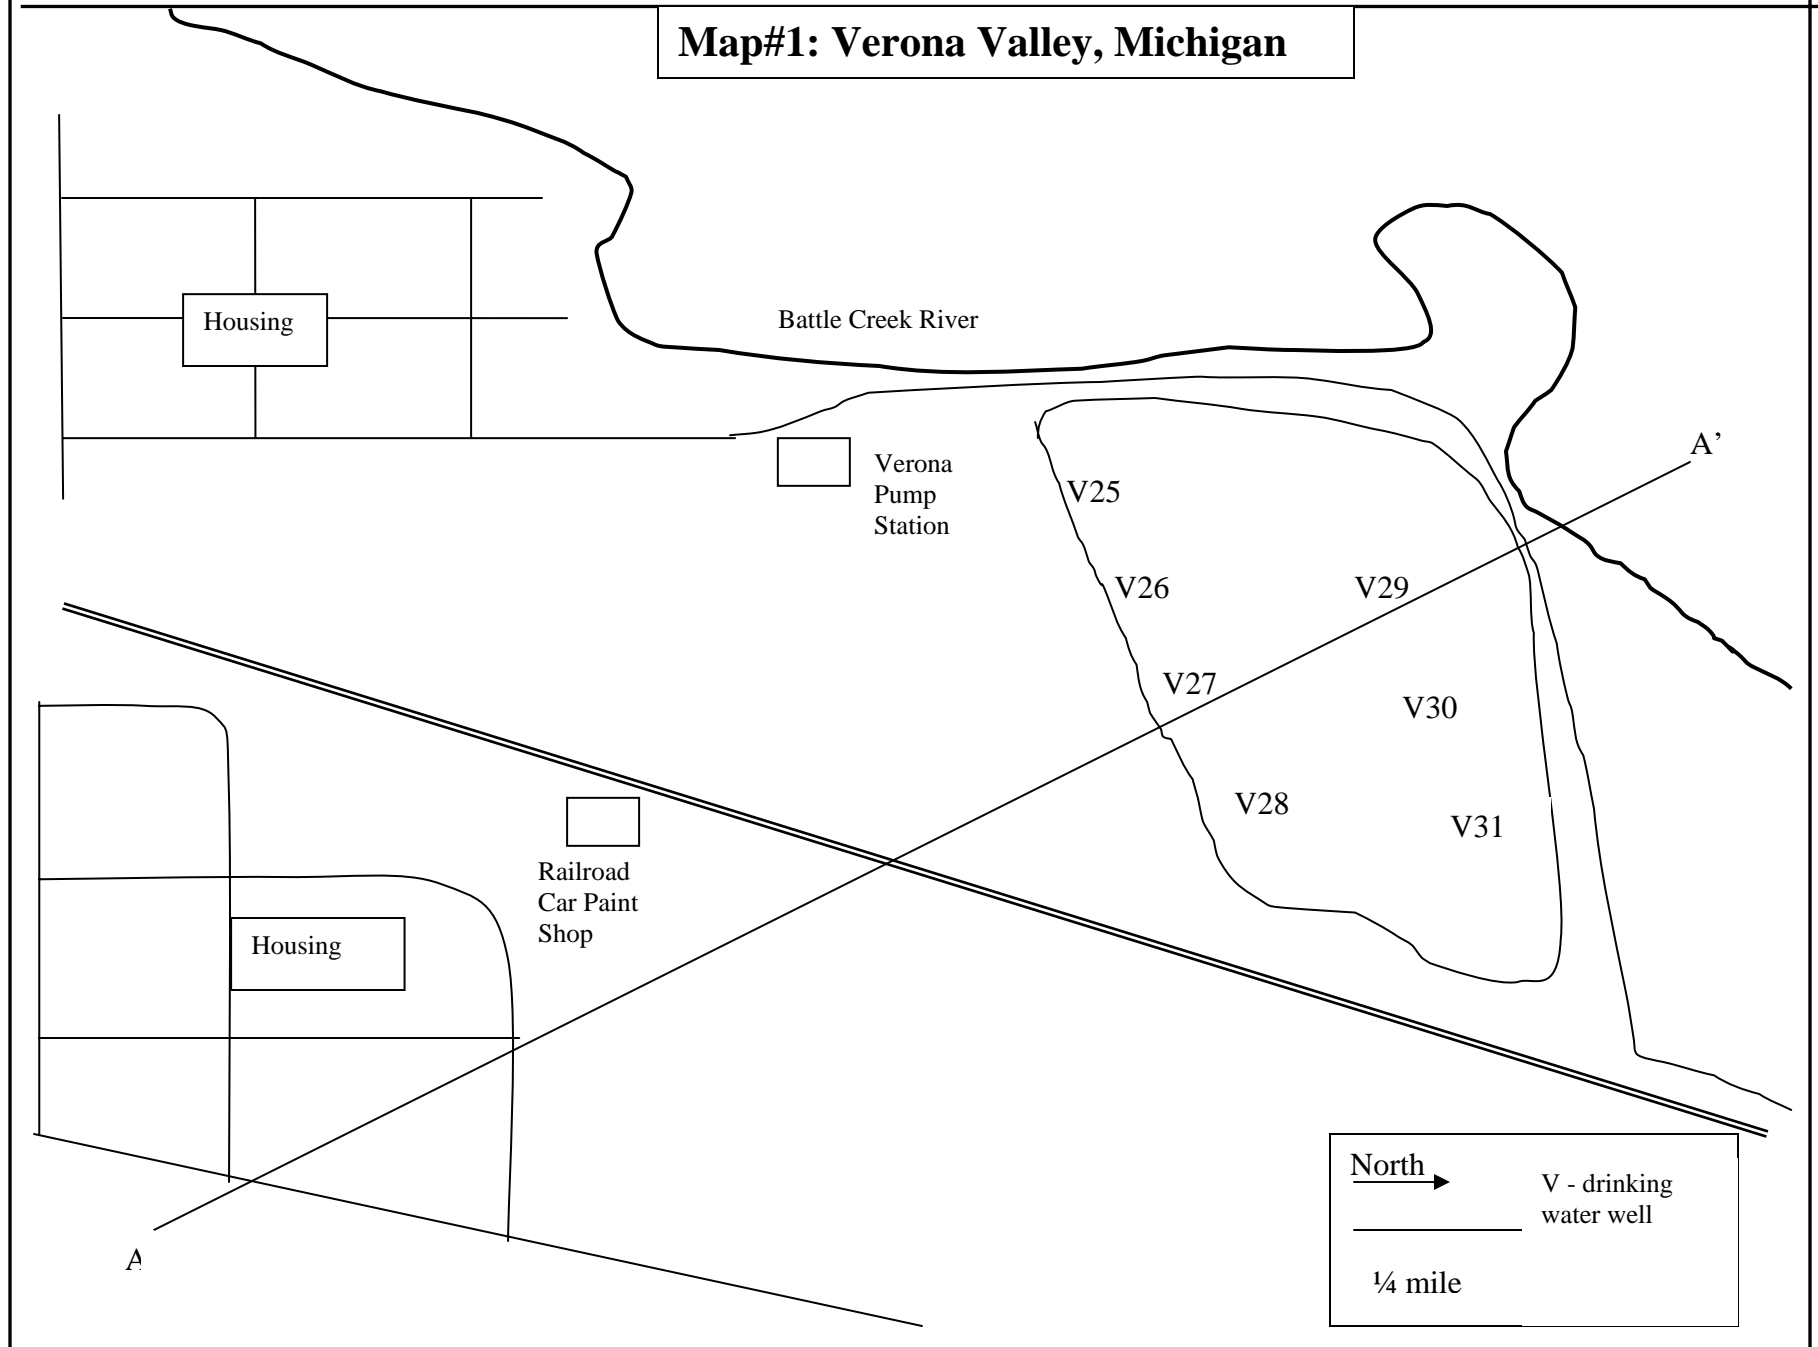 Map#1: Verona Valley, Michigan
Housing
Battle Creek River
A’
Verona
Pump
Station
V25
V26
V29
V27
V30
V28
V31
Railroad
Car Paint
Shop
Housing
North
V - drinking
water well
¼ mile
A